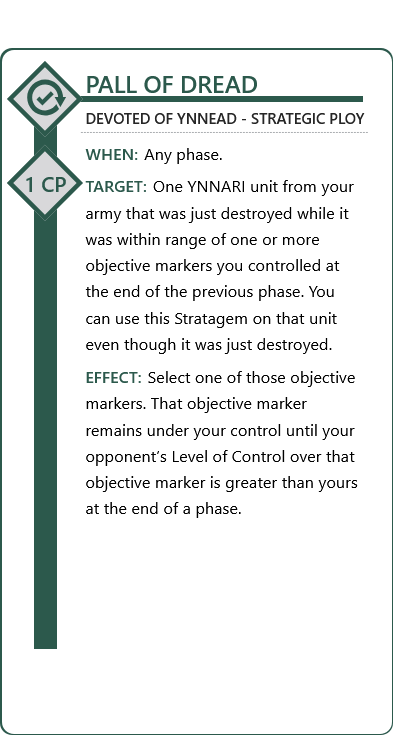 PALL OF DREAD
DEVOTED OF YNNEAD - STRATEGIC PLOY
WHEN: Any phase.
1 CP
TARGET: One YNNARI unit from your
army that was just destroyed while it
was within range of one or more
objective markers you controlled at
the end of the previous phase. You
can use this Stratagem on that unit
even though it was just destroyed.
EFFECT: Select one of those objective
markers. That objective marker
remains under your control until your
opponent’s Level of Control over that
objective marker is greater than yours
at the end of a phase.